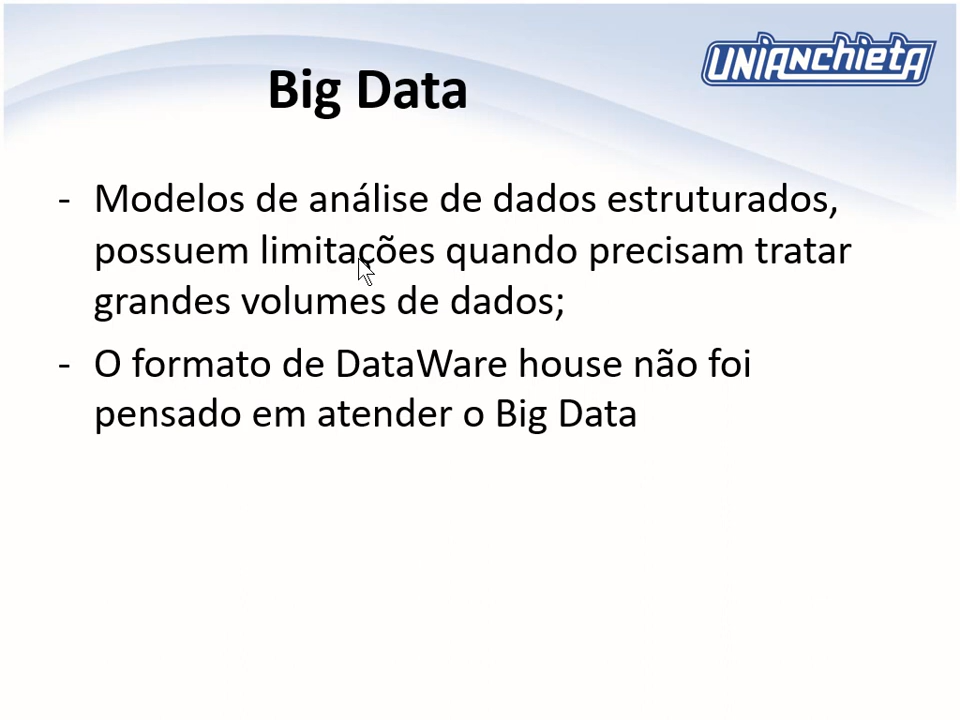 UNIANCHIETA
Big Data
- Modelos de análise de dados estruturados,
possuem limitações quando precisam tratar
grandes volumes de dados;
- O formato de DataWare house não foi
pensado em atender o Big Data